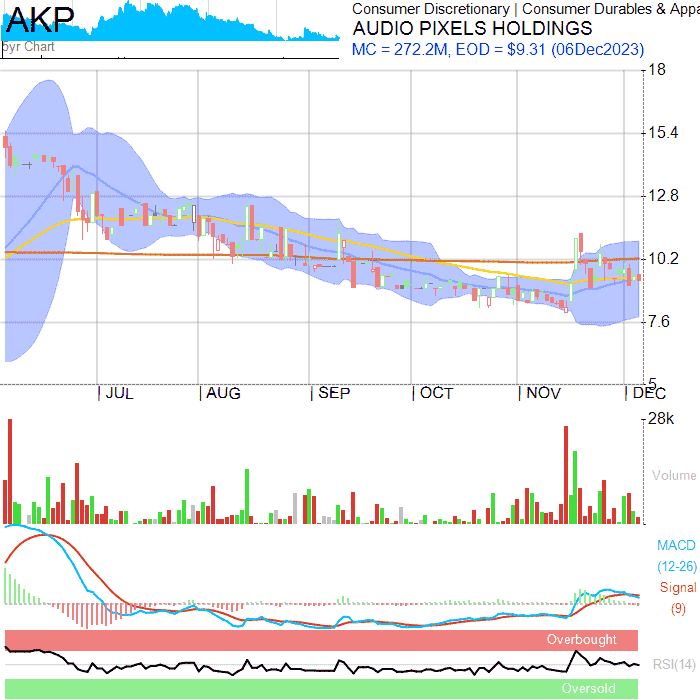 AKP
5yr Chart
Consumer Discretionary | Consumer Durables & Appa
AUDIO PIXELS HOLDINGS
MC = 272.2M, EOD = $9.31 (06Dec2023)
18
15.4
12.8
10.2
7.6
5
JUL AUG SEP OCT NOV DEC
28k
Volume
MACD
(12-26)
Signal
(9)
Overbought
RSI(14)
Oversold